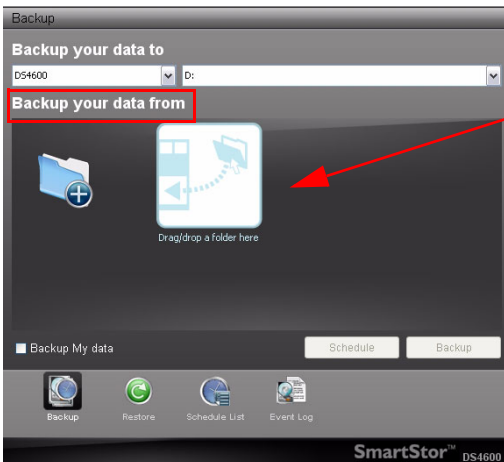 Backup
Backup your data to
DS4600
D:
Backup your data from
Drag/drop a folder here
Backup My data
Schedule
Backup
Backup
Restore
Schedule List
Event Log
SmartStor™ DS4600